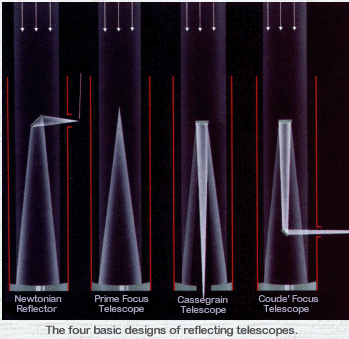 Newtonian
Reflector
Prime Focus
Telescope
Cassegrain
Telescope
Coude' Focus
Telescope
The four basic designs of reflecting telescopes.